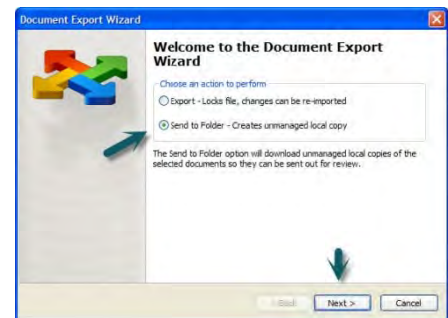 Document Export Wizard
Welcome to the Document Export
Wizard
Choose an action to perform
Export - Locks file, changes can be re-imported
Send to Folder - Creates unmanaged local copy
The Send to Folder option will download unmanaged local copies of the
selected documents so they can be sent out for review.
< Back Next > Cancel